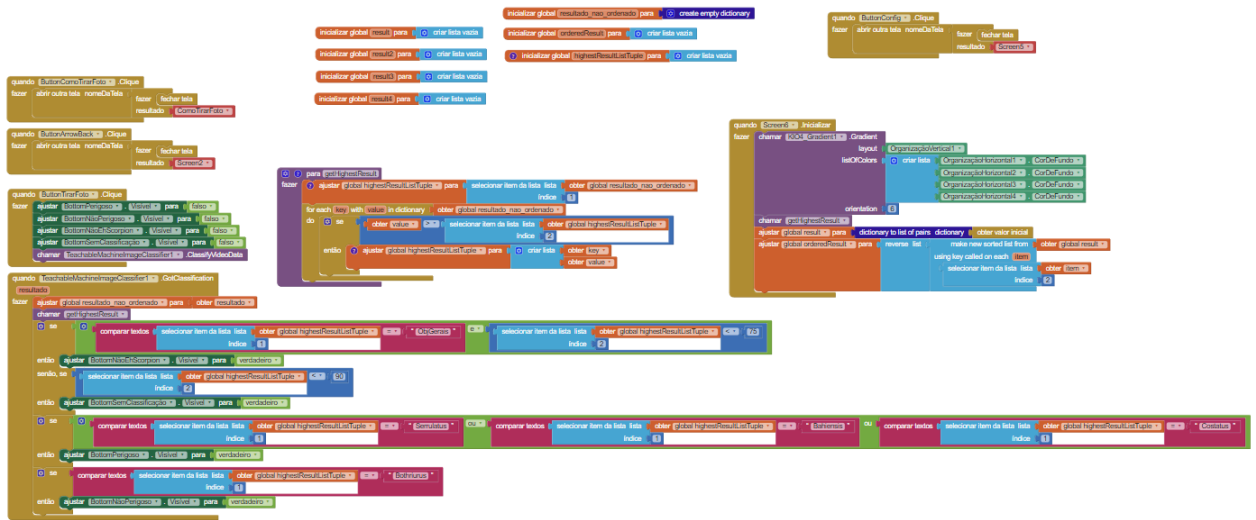 inicializar global resultado_nao_ordenado para create empty dictionary
inicializar global result para criar lista vazia
inicializar global orderedResult para criar lista vazia
inicializar global result2 para criar lista vazia
inicializar global highestResultListTuple para criar lista vazia
inicializar global result3 para criar lista vazia
inicializar global result4 para criar lista vazia
quando ButtonConfig .Clique
fazer abrir outra tela nomeDaTela fazer fechar tela
resultado Screen5
quando ButtonComoTirarFoto .Clique
fazer abrir outra tela nomeDaTela fazer fechar tela
resultado ComoTirarFoto
quando ButtonArrowBack .Clique
fazer abrir outra tela nomeDaTela fazer fechar tela
resultado Screen2
quando ButtonTirarFoto .Clique
fazer ajustar BottomPerigoso . Visível para falso
ajustar BottomNãoPerigoso . Visível para falso
ajustar BottomNãoEhScorpion . Visível para falso
ajustar BottomSemClassificação . Visível para falso
chamar TeachableMachineImageClassifier1 .ClassifyVideoData
para getHighestResult
fazer ajustar global highestResultListTuple para selecionar item da lista lista obter global resultado_nao_ordenado
índice 1
for each key with value in dictionary obter global resultado_nao_ordenado
do se obter value selecionar item da lista lista obter global highestResultListTuple
índice 2
então ajustar global highestResultListTuple para criar lista obter key
obter value
quando Screen6 .Inicializar
fazer chamar KIO4_Gradient1 .Gradient
layout OrganizaçãoVertical1
listOfColors criar lista OrganizaçãoHorizontal1 . CorDeFundo
OrganizaçãoHorizontal2 . CorDeFundo
OrganizaçãoHorizontal3 . CorDeFundo
OrganizaçãoHorizontal4 . CorDeFundo
orientation 6
chamar getHighestResult
ajustar global result para dictionary to list of pairs dictionary obter valor inicial
ajustar global orderedResult para reverse list make new sorted list from obter global result
using key called on each item
selecionar item da lista lista obter item
índice 2
quando TeachableMachineImageClassifier1 .GotClassification
resultado
fazer ajustar global resultado_nao_ordenado para obter resultado
chamar getHighestResult
se comparar textos selecionar item da lista lista obter global highestResultListTuple = " ObjGerais " e selecionar item da lista lista obter global highestResultListTuple < 75
índice 1 índice 2
então ajustar BottomNãoEhScorpion . Visível para verdadeiro
senão, se selecionar item da lista lista obter global highestResultListTuple < 50
índice 2
então ajustar BottomSemClassificação . Visível para verdadeiro
se comparar textos selecionar item da lista lista obter global highestResultListTuple = " Serrulatus " ou comparar textos selecionar item da lista lista obter global highestResultListTuple = " Bahiensis " ou comparar textos selecionar item da lista lista obter global highestResultListTuple = " Costatus "
índice 1 índice 1 índice 1
então ajustar BottomPerigoso . Visível para verdadeiro
se comparar textos selecionar item da lista lista obter global highestResultListTuple = " Bothriurus "
índice 1
então ajustar BottomNãoPerigoso . Visível para verdadeiro